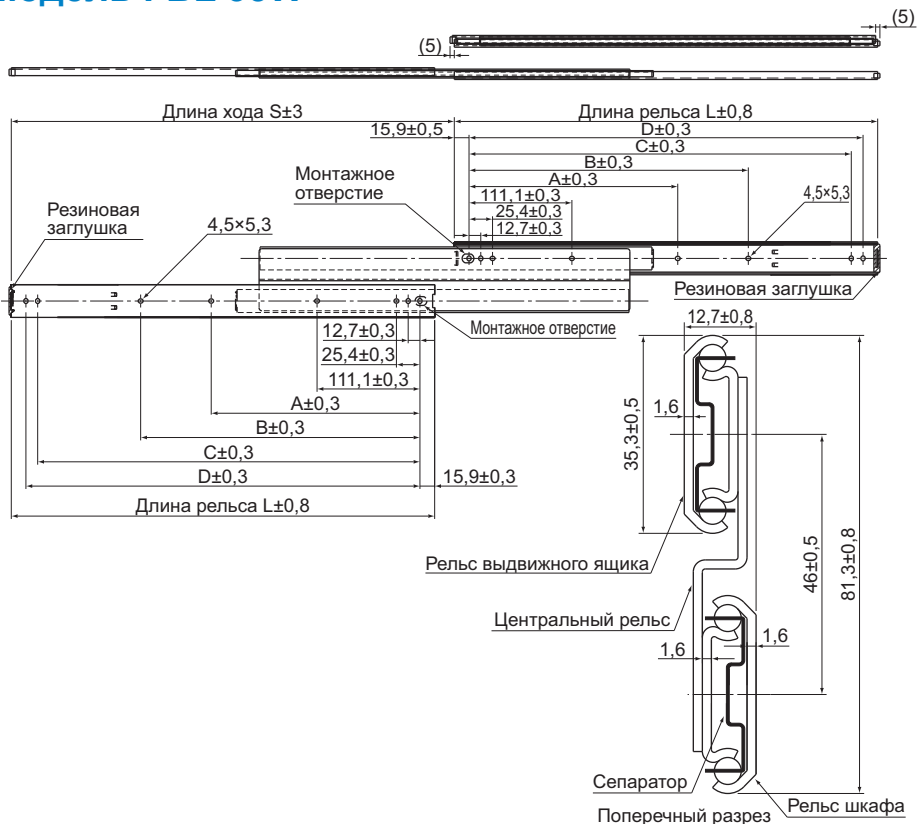 (5)
(5)
Длина хода S±3
Длина рельса L±0,8
15,9±0,5
D±0,3
C±0,3
B±0,3
A±0,3
111,1±0,3
25,4±0,3
12,7±0,3
4,5×5,3
Монтажное
отверстие
Резиновая
заглушка
4,5×5,3
Резиновая заглушка
Монтажное отверстие
12,7±0,3
25,4±0,3
111,1±0,3
A±0,3
B±0,3
C±0,3
D±0,3
15,9±0,3
Длина рельса L±0,8
12,7±0,8
1,6
35,3±0,5
Рельс выдвижного ящика
46±0,5
81,3±0,8
Центральный рельс
1,6
1,6
Сепаратор
Рельс шкафа
Поперечный разрез